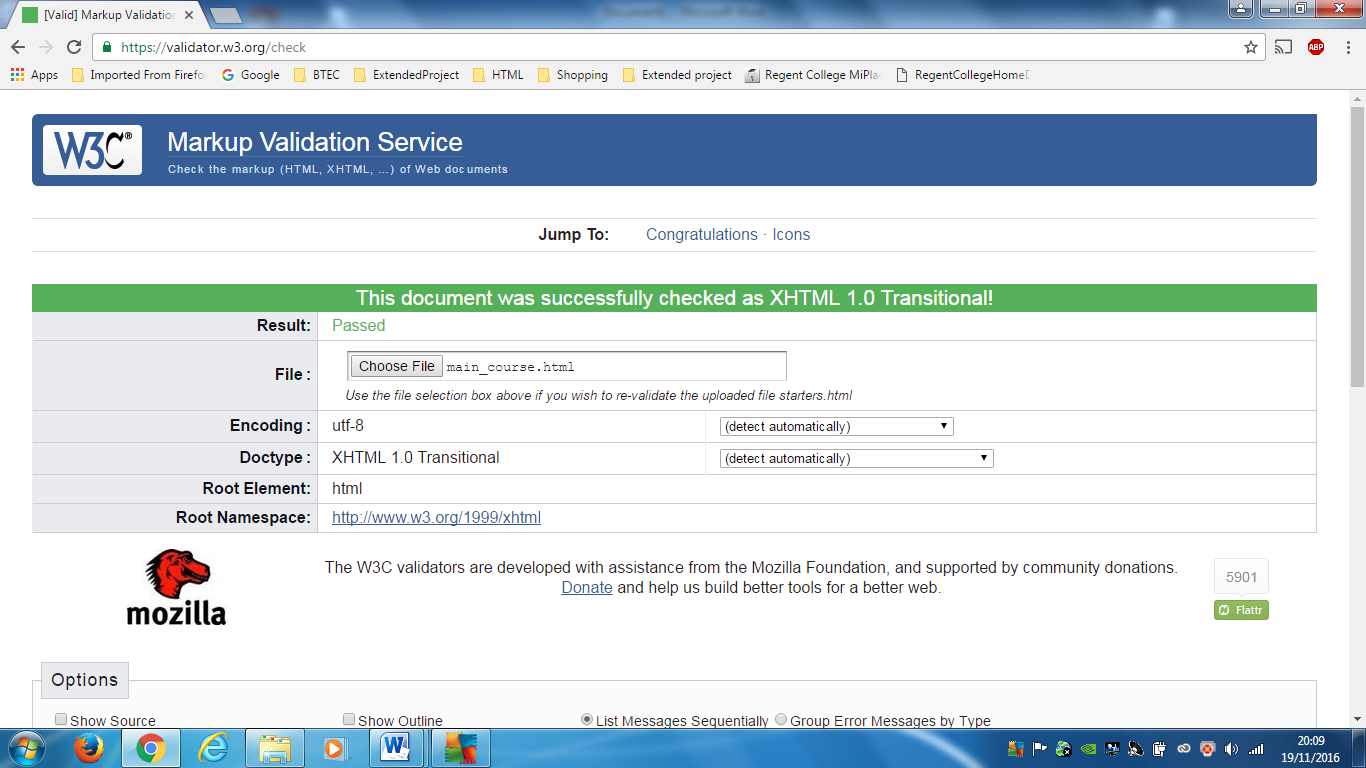 [Valid] Markup Validation
https://validator.w3.org/check
ABP
Apps Imported From Firefo Google BTEC ExtendedProject HTML Shopping Extended project Regent College MiPla RegentCollegeHome
W3C® Markup Validation Service
Check the markup (HTML, XHTML, …) of Web documents
Jump To: Congratulations · Icons
This document was successfully checked as XHTML 1.0 Transitional!
Result: Passed
File : Choose File main_course.html
Use the file selection box above if you wish to re-validate the uploaded file starters.html
Encoding : utf-8 (detect automatically)
Doctype : XHTML 1.0 Transitional (detect automatically)
Root Element: html
Root Namespace: http://www.w3.org/1999/xhtml
mozilla
The W3C validators are developed with assistance from the Mozilla Foundation, and supported by community donations.
Donate and help us build better tools for a better web.
5901
Flattr
Options
Show Source Show Outline List Messages Sequentially Group Error Messages by Type
20:09
19/11/2016